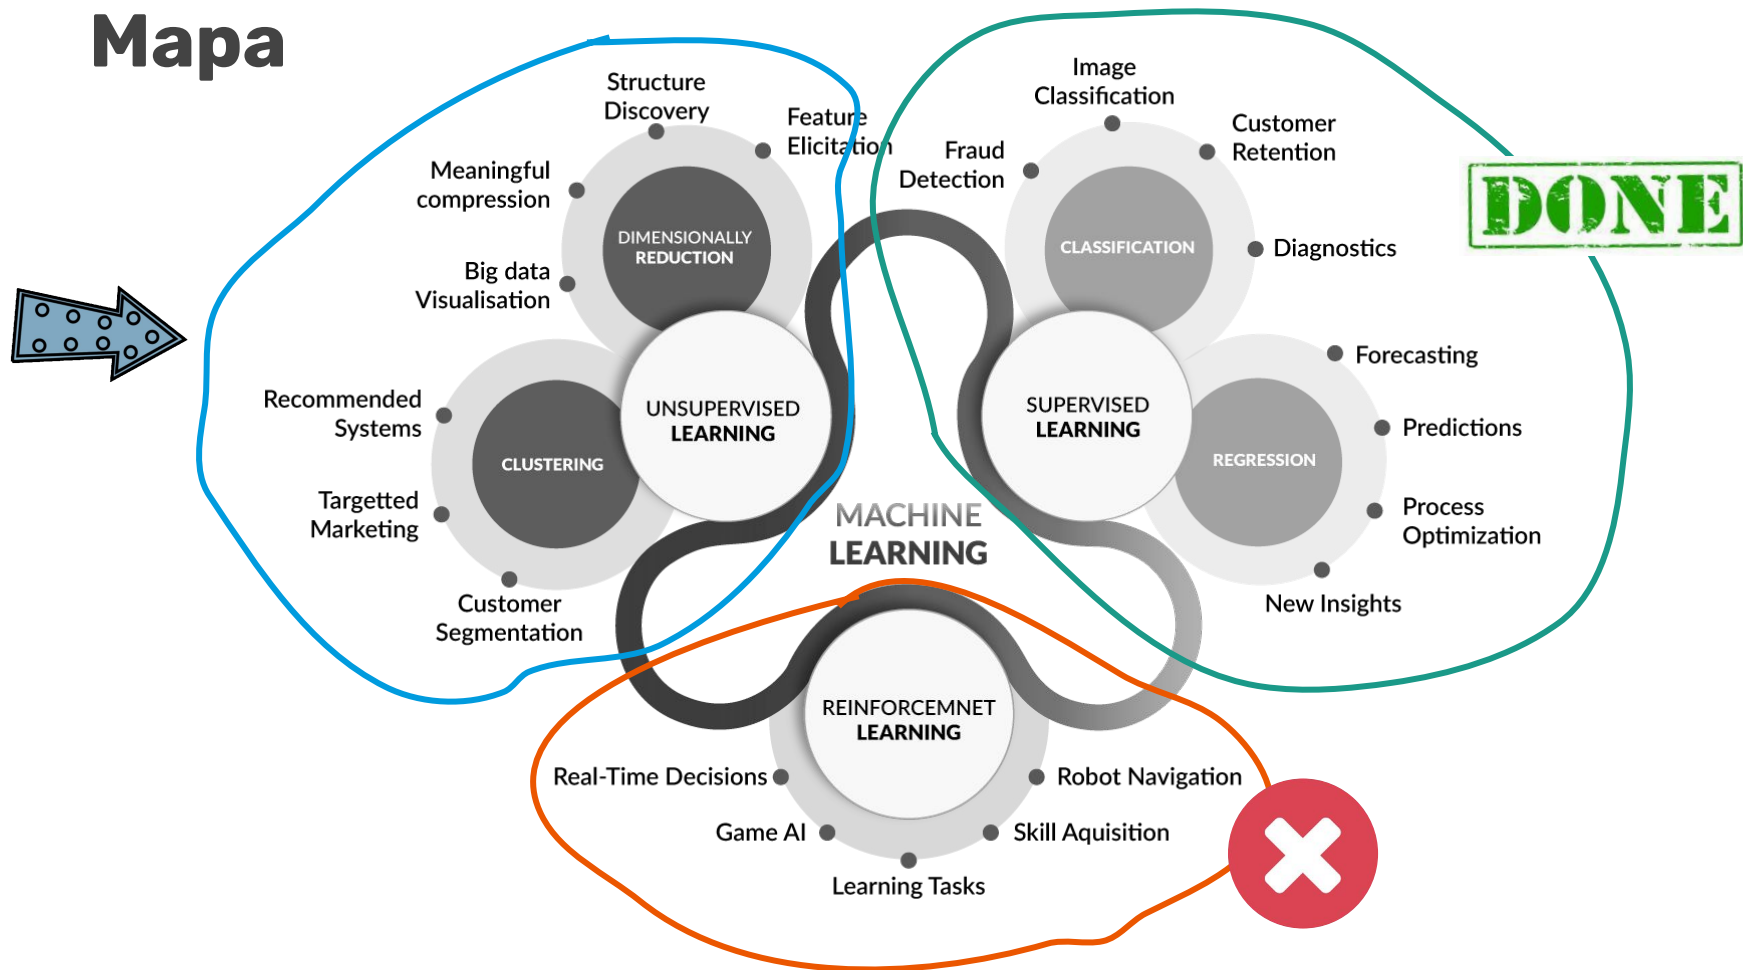 Mapa
Structure
Discovery
Feature
Elicitation
Meaningful
compression
DIMENSIONALLY
REDUCTION
Big data
Visualisation
Recommended
Systems
CLUSTERING
UNSUPERVISED
LEARNING
Targetted
Marketing
Customer
Segmentation
Image
Classification
Customer
Retention
Fraud
Detection
DONE
CLASSIFICATION
Diagnostics
Forecasting
SUPERVISED
LEARNING
Predictions
REGRESSION
Process
Optimization
New Insights
MACHINE
LEARNING
REINFORCEMNET
LEARNING
Real-Time Decisions
Robot Navigation
Game AI
Skill Aquisition
Learning Tasks